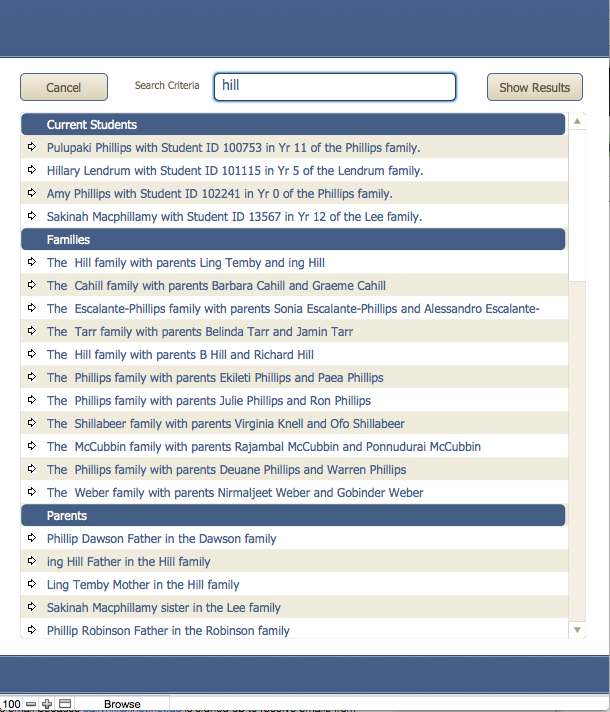 Cancel Search Criteria hill Show Results
Current Students
Pulupaki Phillips with Student ID 100753 in Yr 11 of the Phillips family.
Hillary Lendrum with Student ID 101115 in Yr 5 of the Lendrum family.
Amy Phillips with Student ID 102241 in Yr 0 of the Phillips family.
Sakinah Macphillamy with Student ID 13567 in Yr 12 of the Lee family.
Families
The Hill family with parents Ling Temby and ing Hill
The Cahill family with parents Barbara Cahill and Graeme Cahill
The Escalante-Phillips family with parents Sonia Escalante-Phillips and Alessandro Escalante-
The Tarr family with parents Belinda Tarr and Jamin Tarr
The Hill family with parents B Hill and Richard Hill
The Phillips family with parents Ekileti Phillips and Paea Phillips
The Phillips family with parents Julie Phillips and Ron Phillips
The Shillabeer family with parents Virginia Knell and Ofo Shillabeer
The McCubbin family with parents Rajambal McCubbin and Ponnudurai McCubbin
The Phillips family with parents Deuane Phillips and Warren Phillips
The Weber family with parents Nirmaljeet Weber and Gobinder Weber
Parents
Phillip Dawson Father in the Dawson family
ing Hill Father in the Hill family
Ling Temby Mother in the Hill family
Sakinah Macphillamy sister in the Lee family
Phillip Robinson Father in the Robinson family
100 Browse